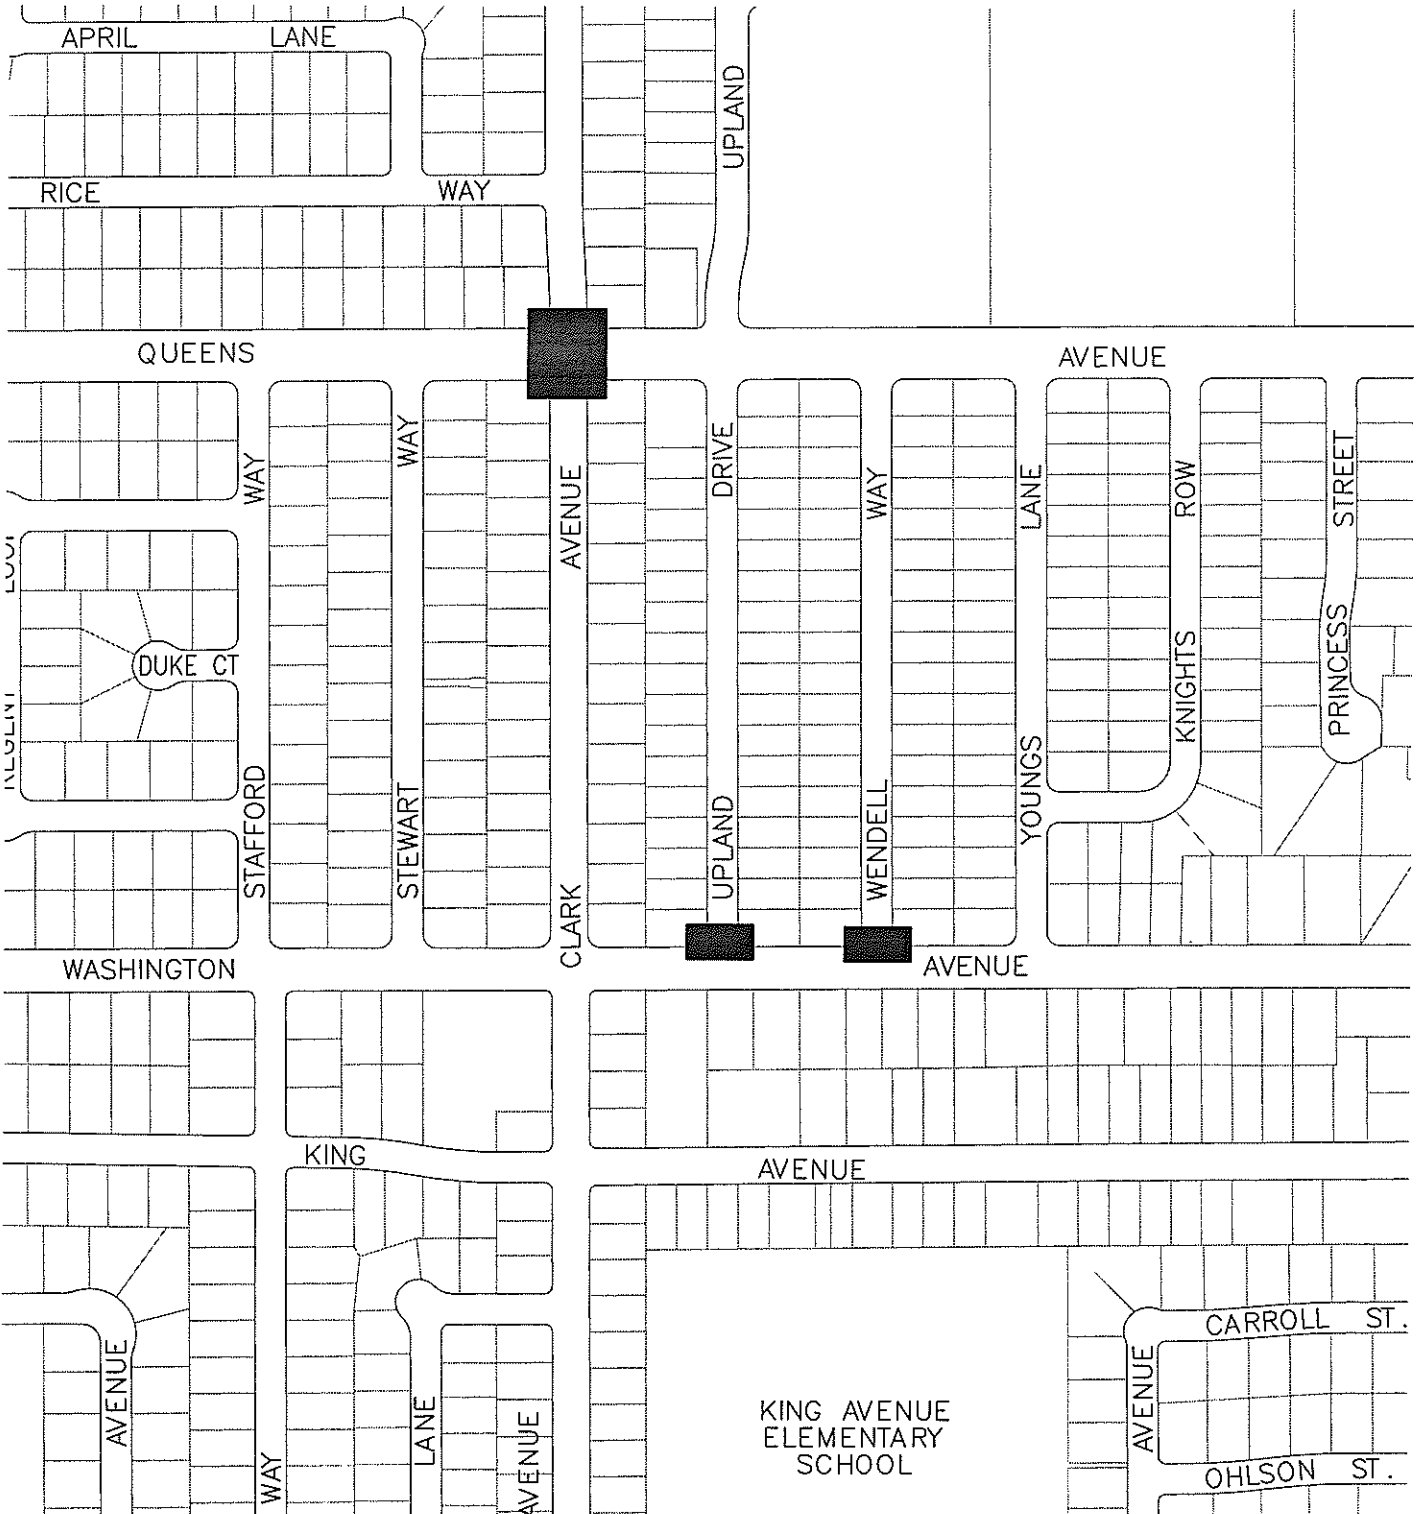 APRIL LANE
UPLAND
RICE WAY
QUEENS AVENUE
WAY
WAY
AVENUE
DRIVE
WAY
LANE
ROW
STREET
DUKE CT
KNIGHTS
PRINCESS
STAFFORD
STEWART
CLARK
UPLAND
WENDELL
YOUNGS
WASHINGTON AVENUE
KING AVENUE
AVENUE
WAY
LANE
AVENUE
KING AVENUE
ELEMENTARY
SCHOOL
AVENUE
CARROLL ST.
OHLSON ST.